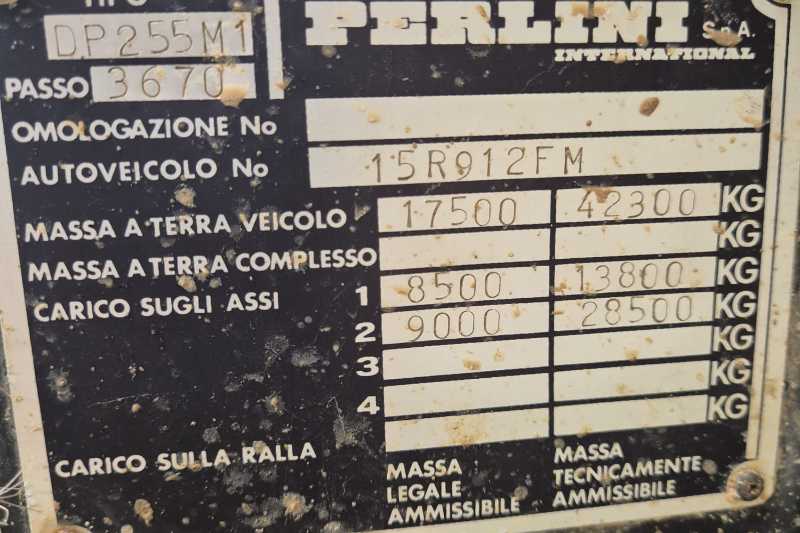 TIPO
DP255M1
PERLINI S.p.A.
INTERNATIONAL
PASSO 3670
OMOLOGAZIONE No
AUTOVEICOLO No 15R912FM
MASSA A TERRA VEICOLO 17500 42300 KG
MASSA A TERRA COMPLESSO KG
CARICO SUGLI ASSI 1 8500 13800 KG
2 9000 28500 KG
3 KG
4 KG
CARICO SULLA RALLA
MASSA LEGALE AMMISSIBILE
MASSA TECNICAMENTE AMMISSIBILE